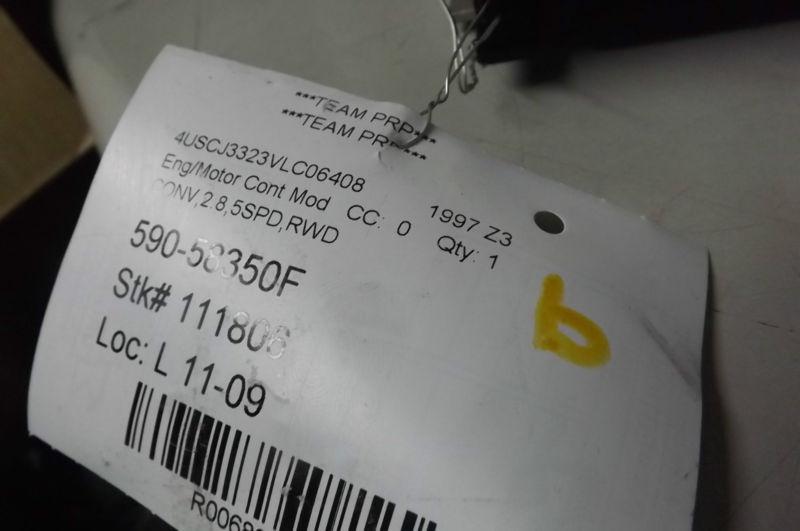 ***TEAM PRP***
***TEAM PRP***
4USCJ3323VLC06408 1997 Z3
Eng/Motor Cont Mod CC: 0 Qty: 1
CONV,2.8,5SPD,RWD
590-58350F
Stk# 111806
Loc: L 11-09
b